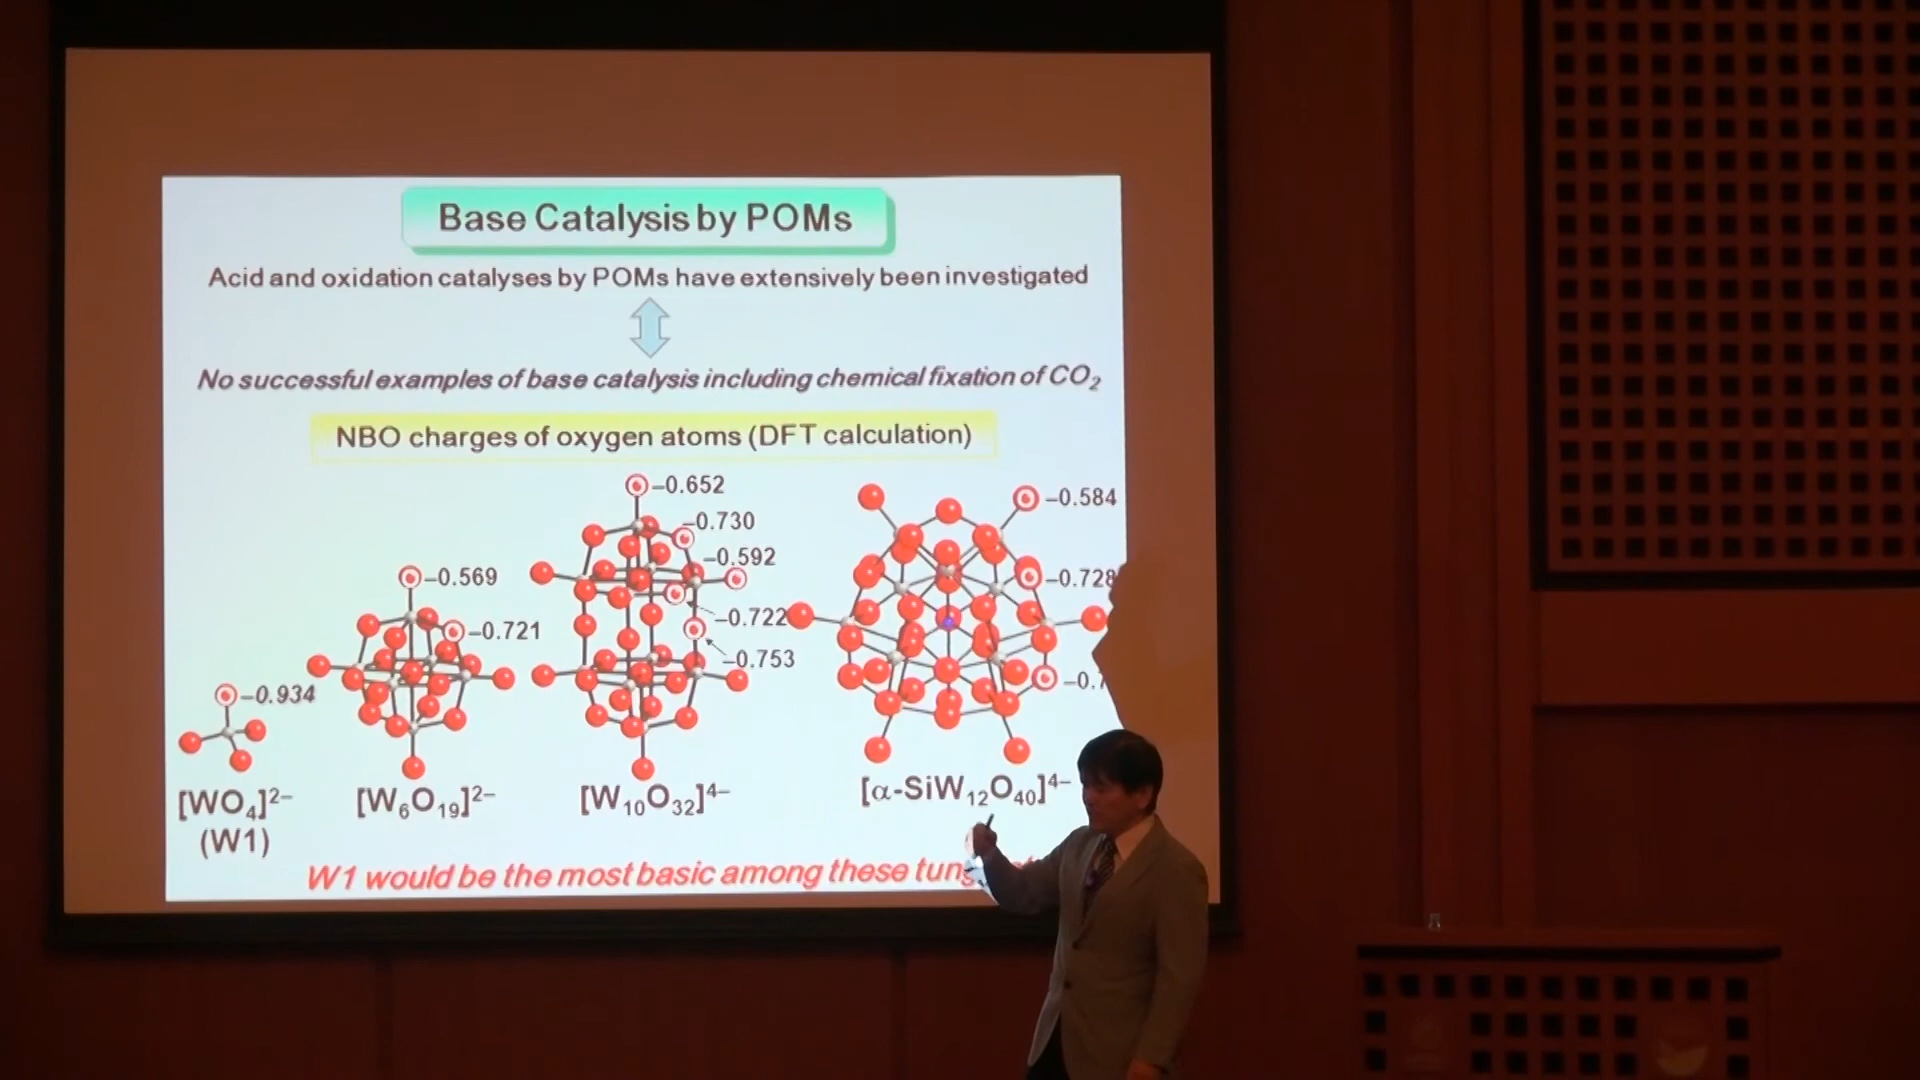 Base Catalysis by POMs
Acid and oxidation catalyses by POMs have extensively been investigated
No successful examples of base catalysis including chemical fixation of CO₂
NBO charges of oxygen atoms (DFT calculation)
−0.652
−0.584
−0.730
−0.592
−0.569
−0.728
−0.722
−0.721
−0.753
−0.934
[WO₄]²⁻
[W₆O₁₉]²⁻
[W₁₀O₃₂]⁴⁻
[α-SiW₁₂O₄₀]⁴⁻
(W1)
W1 would be the most basic among these